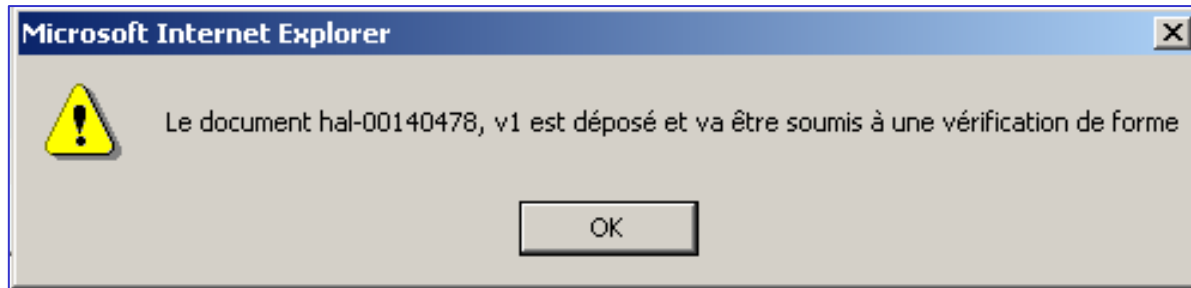 Microsoft Internet Explorer
Le document hal-00140478, v1 est déposé et va être soumis à une vérification de forme
OK